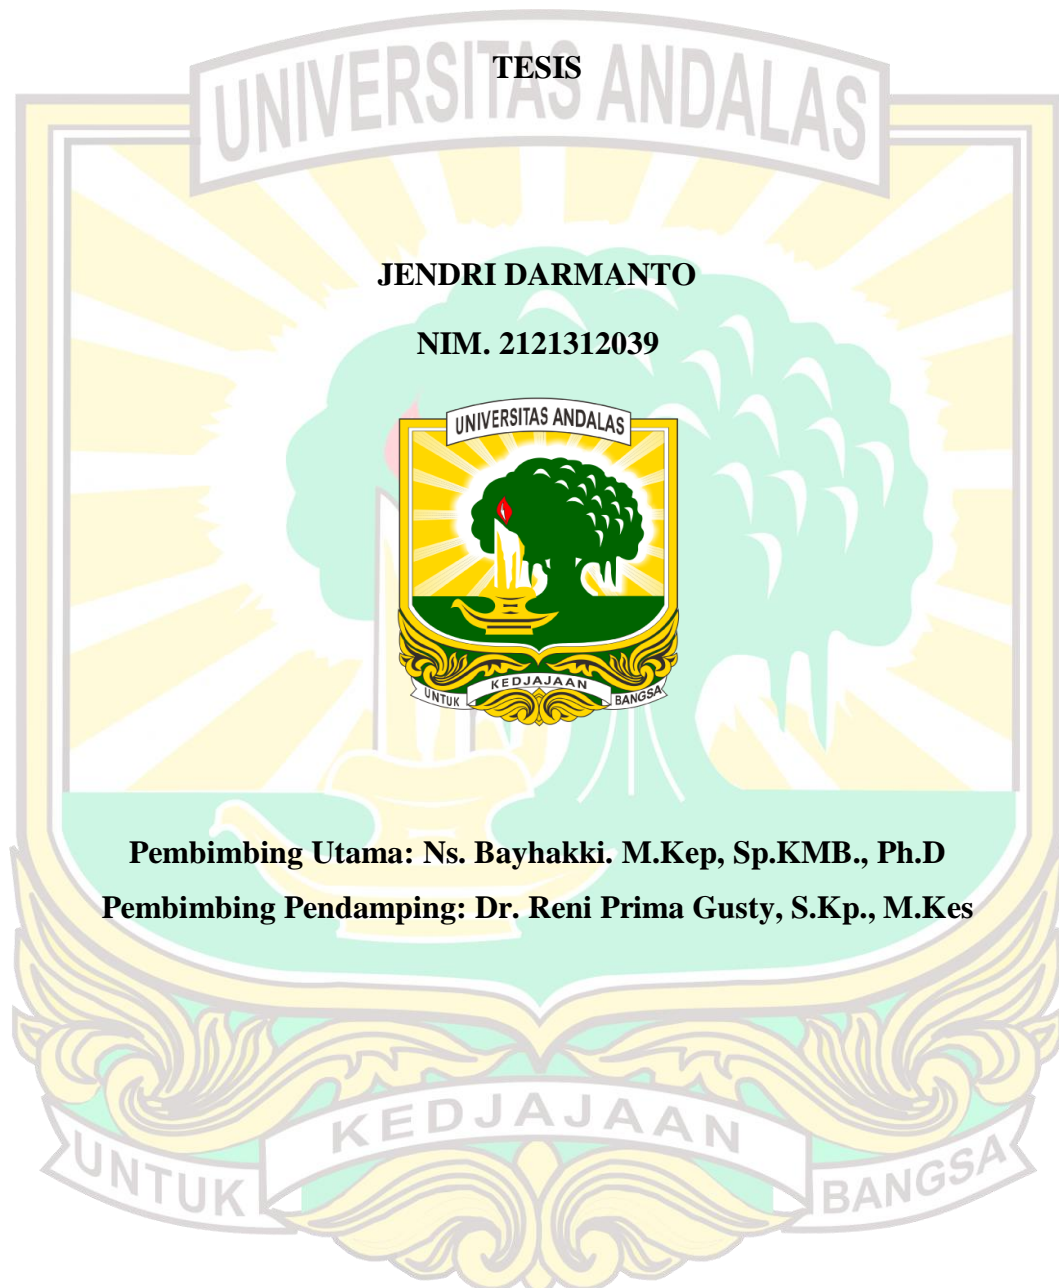 UNIVERSITAS ANDALAS
TESIS
JENDRI DARMANTO
NIM. 2121312039
UNIVERSITAS ANDALAS
UNTUK KEDJAJAAN BANGSA
Pembimbing Utama: Ns. Bayhakki. M.Kep, Sp.KMB., Ph.D
Pembimbing Pendamping: Dr. Reni Prima Gusty, S.Kp., M.Kes
UNTUK KEDJAJAAN BANGSA